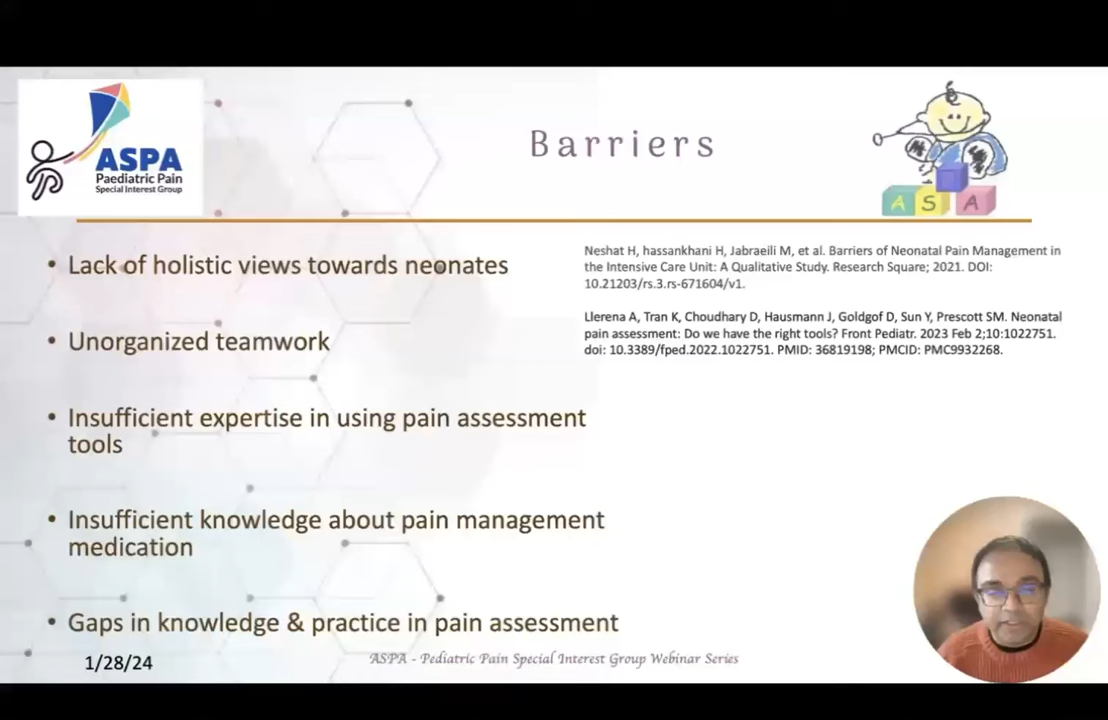 ASPA
Paediatric Pain
Special Interest Group
Barriers
A S A
• Lack of holistic views towards neonates
• Unorganized teamwork
• Insufficient expertise in using pain assessment
tools
• Insufficient knowledge about pain management
medication
• Gaps in knowledge & practice in pain assessment
Neshat H, hassankhani H, Jabraeili M, et al. Barriers of Neonatal Pain Management in
the Intensive Care Unit: A Qualitative Study. Research Square; 2021. DOI:
10.21203/rs.3.rs-671604/v1.
Llerena A, Tran K, Choudhary D, Hausmann J, Goldgof D, Sun Y, Prescott SM. Neonatal
pain assessment: Do we have the right tools? Front Pediatr. 2023 Feb 2;10:1022751.
doi: 10.3389/fped.2022.1022751. PMID: 36819198; PMCID: PMC9932268.
1/28/24
ASPA - Pediatric Pain Special Interest Group Webinar Series